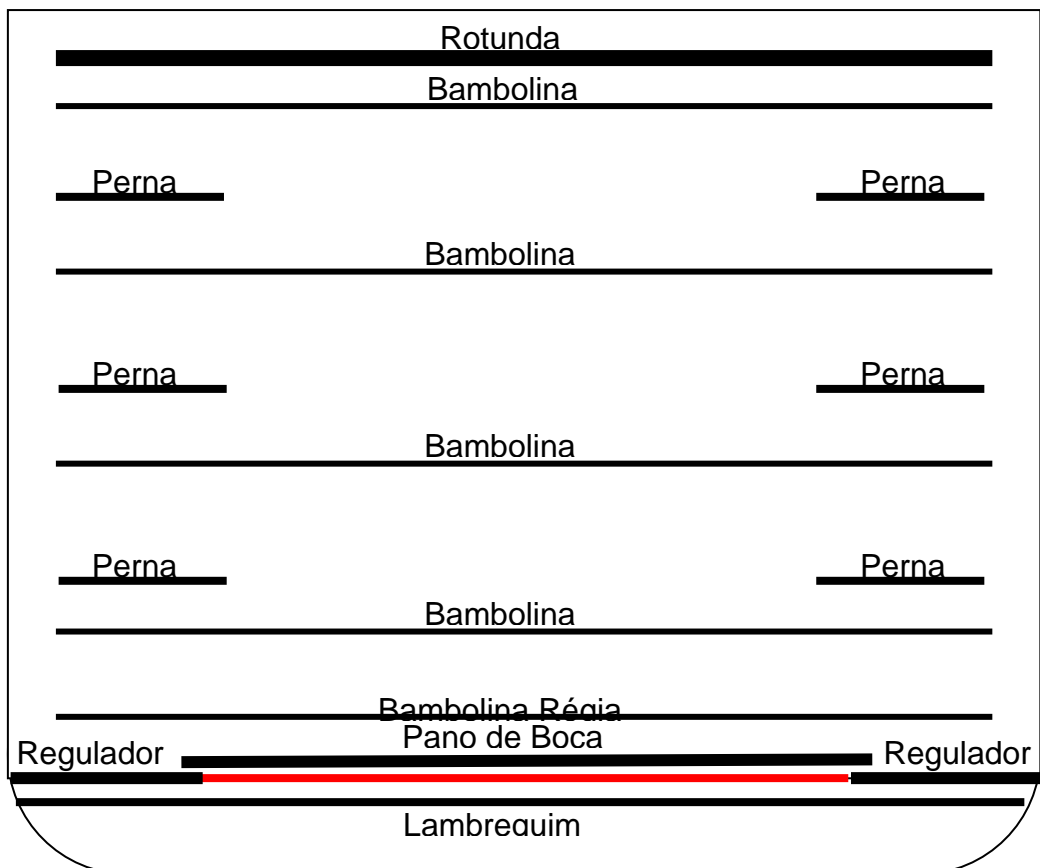 Rotunda
Bambolina
Perna Perna
Bambolina
Perna Perna
Bambolina
Perna Perna
Bambolina
Bambolina Régia
Pano de Boca
Regulador Regulador
Lambrequim